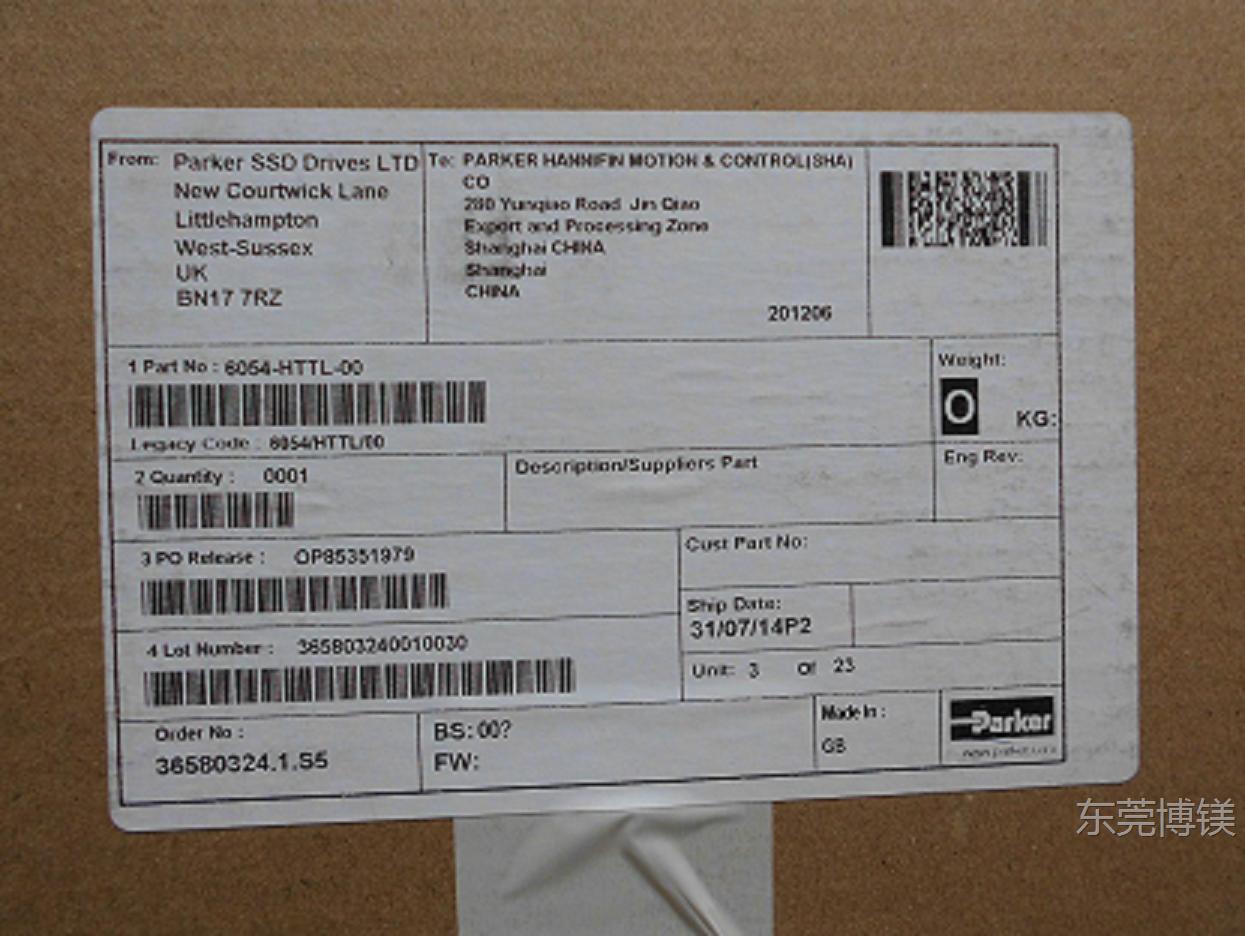 From: Parker SSD Drives LTD
New Courtwick Lane
Littlehampton
West-Sussex
UK
BN17 7RZ
To: PARKER HANNIFIN MOTION & CONTROL(SHA)
CO
280 Yunqiao Road Jin Qiao
Export and Processing Zone
Shanghai CHINA
Shanghai
CHINA
201206
1 Part No : 6054-HTTL-00
Legacy Code : 6054/HTTL/00
Weight:
0 KG:
2 Quantity : 0001
Description/Suppliers Part
Eng Rev:
3 PO Release : OP85351979
Cust Part No:
Ship Date:
31/07/14P2
4 Lot Number : 365803240010030
Unit: 3 Of 23
Order No :
36580324.1.S5
BS: 00?
FW:
Made In :
GB
Parker
www.parker.com
东莞博镁